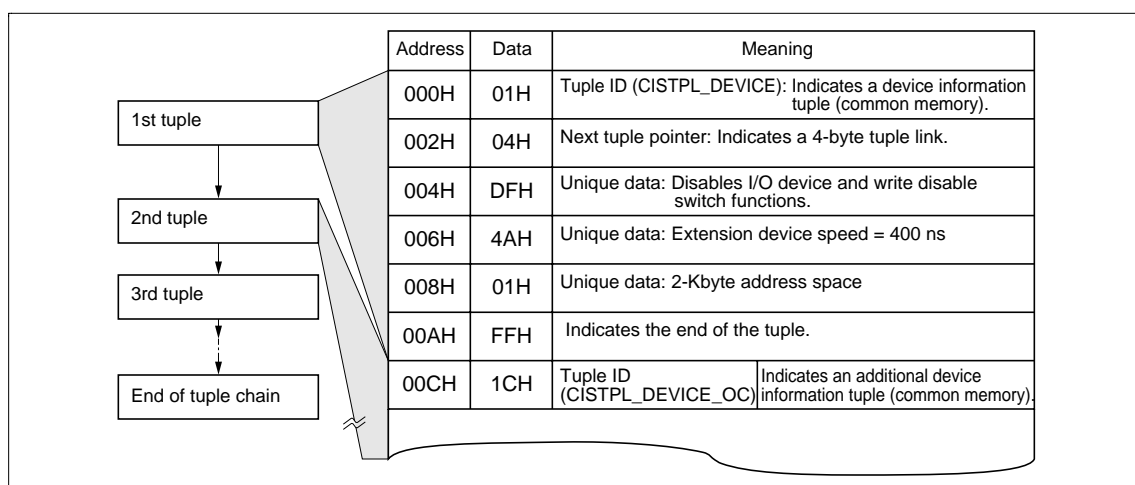 1st tuple
2nd tuple
3rd tuple
End of tuple chain
Address Data Meaning
000H 01H Tuple ID (CISTPL_DEVICE): Indicates a device information
tuple (common memory).
002H 04H Next tuple pointer: Indicates a 4-byte tuple link.
004H DFH Unique data: Disables I/O device and write disable
switch functions.
006H 4AH Unique data: Extension device speed = 400 ns
008H 01H Unique data: 2-Kbyte address space
00AH FFH Indicates the end of the tuple.
00CH 1CH Tuple ID
(CISTPL_DEVICE_OC)
Indicates an additional device
information tuple (common memory).